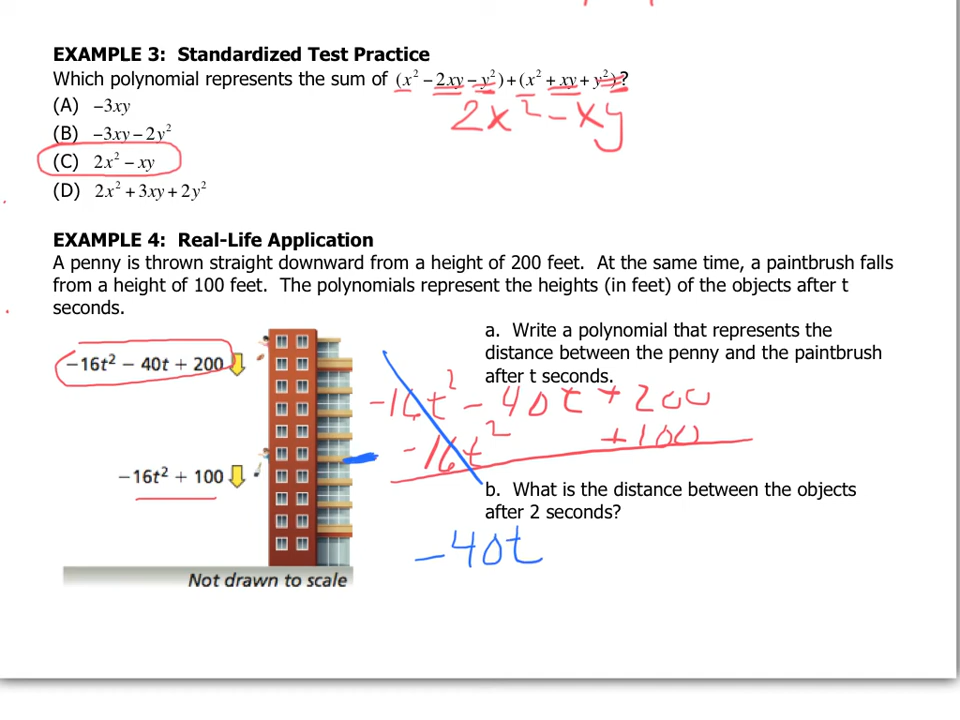 EXAMPLE 3: Standardized Test Practice
Which polynomial represents the sum of (x² − 2xy − y²) + (x² + xy + y²)?
2x² − xy
(A) −3xy
(B) −3xy − 2y²
(C) 2x² − xy
(D) 2x² + 3xy + 2y²
EXAMPLE 4: Real-Life Application
A penny is thrown straight downward from a height of 200 feet. At the same time, a paintbrush falls
from a height of 100 feet. The polynomials represent the heights (in feet) of the objects after t
seconds.
−16t² − 40t + 200
−16t² + 100
Not drawn to scale
a. Write a polynomial that represents the
distance between the penny and the paintbrush
after t seconds.
−16t² − 40t + 200
−16t² + 100
b. What is the distance between the objects
after 2 seconds?
−40t